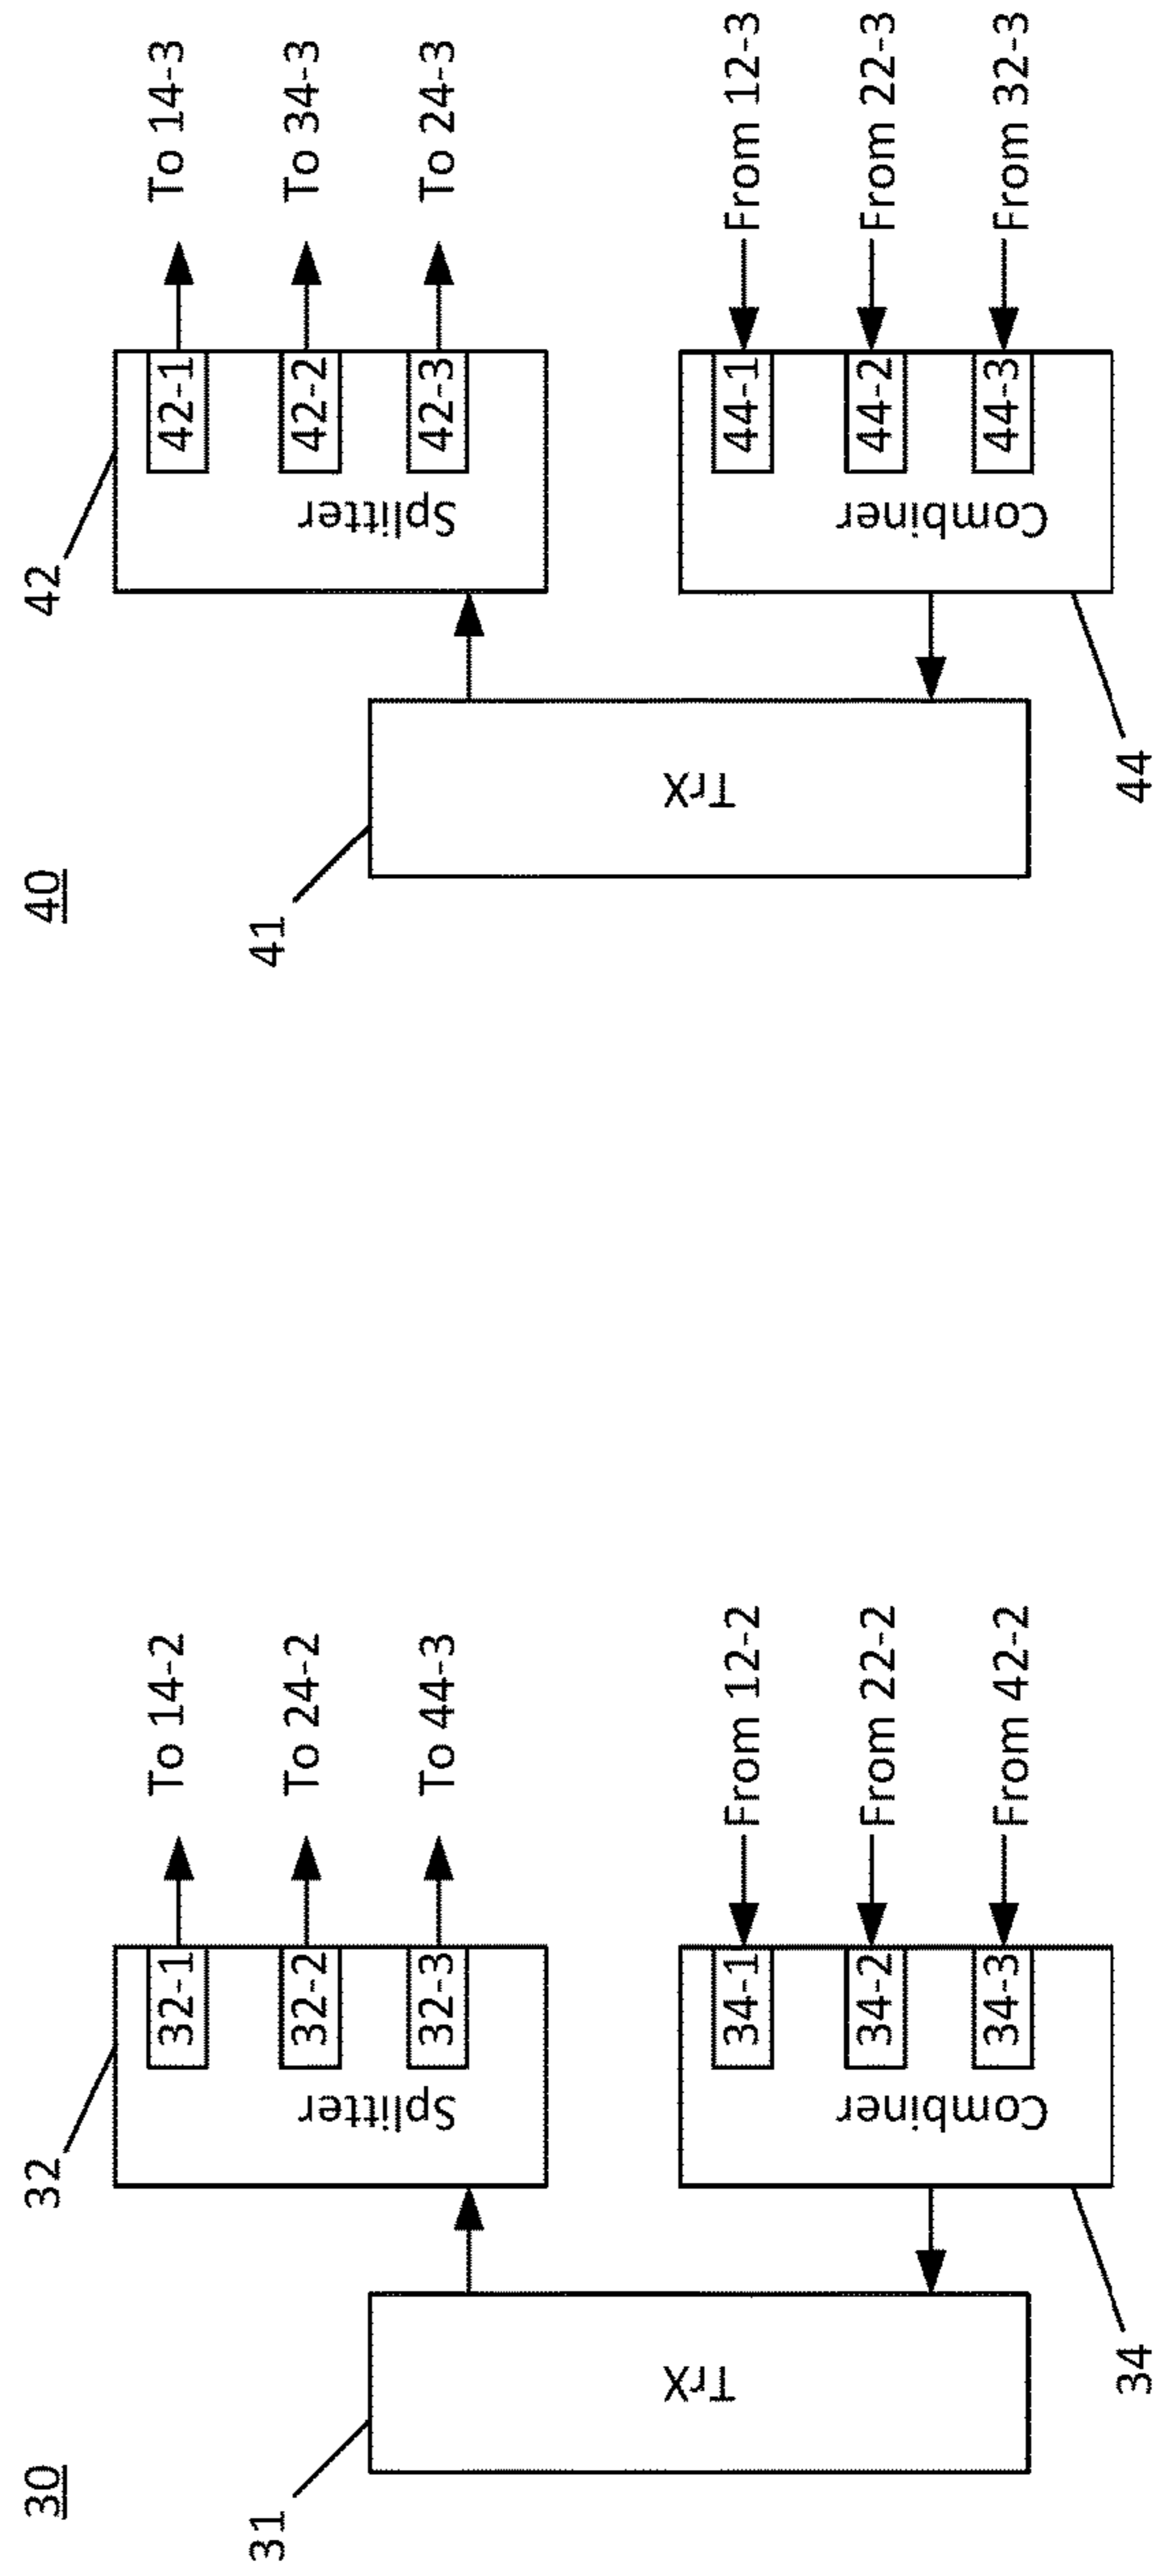 30
31
TrX
32
Splitter
32-1
To 14-2
32-2
To 24-2
32-3
To 44-3
34
Combiner
34-1
From 12-2
34-2
From 22-2
34-3
From 42-2
40
41
TrX
42
Splitter
42-1
To 14-3
42-2
To 34-3
42-3
To 24-3
44
Combiner
44-1
From 12-3
44-2
From 22-3
44-3
From 32-3